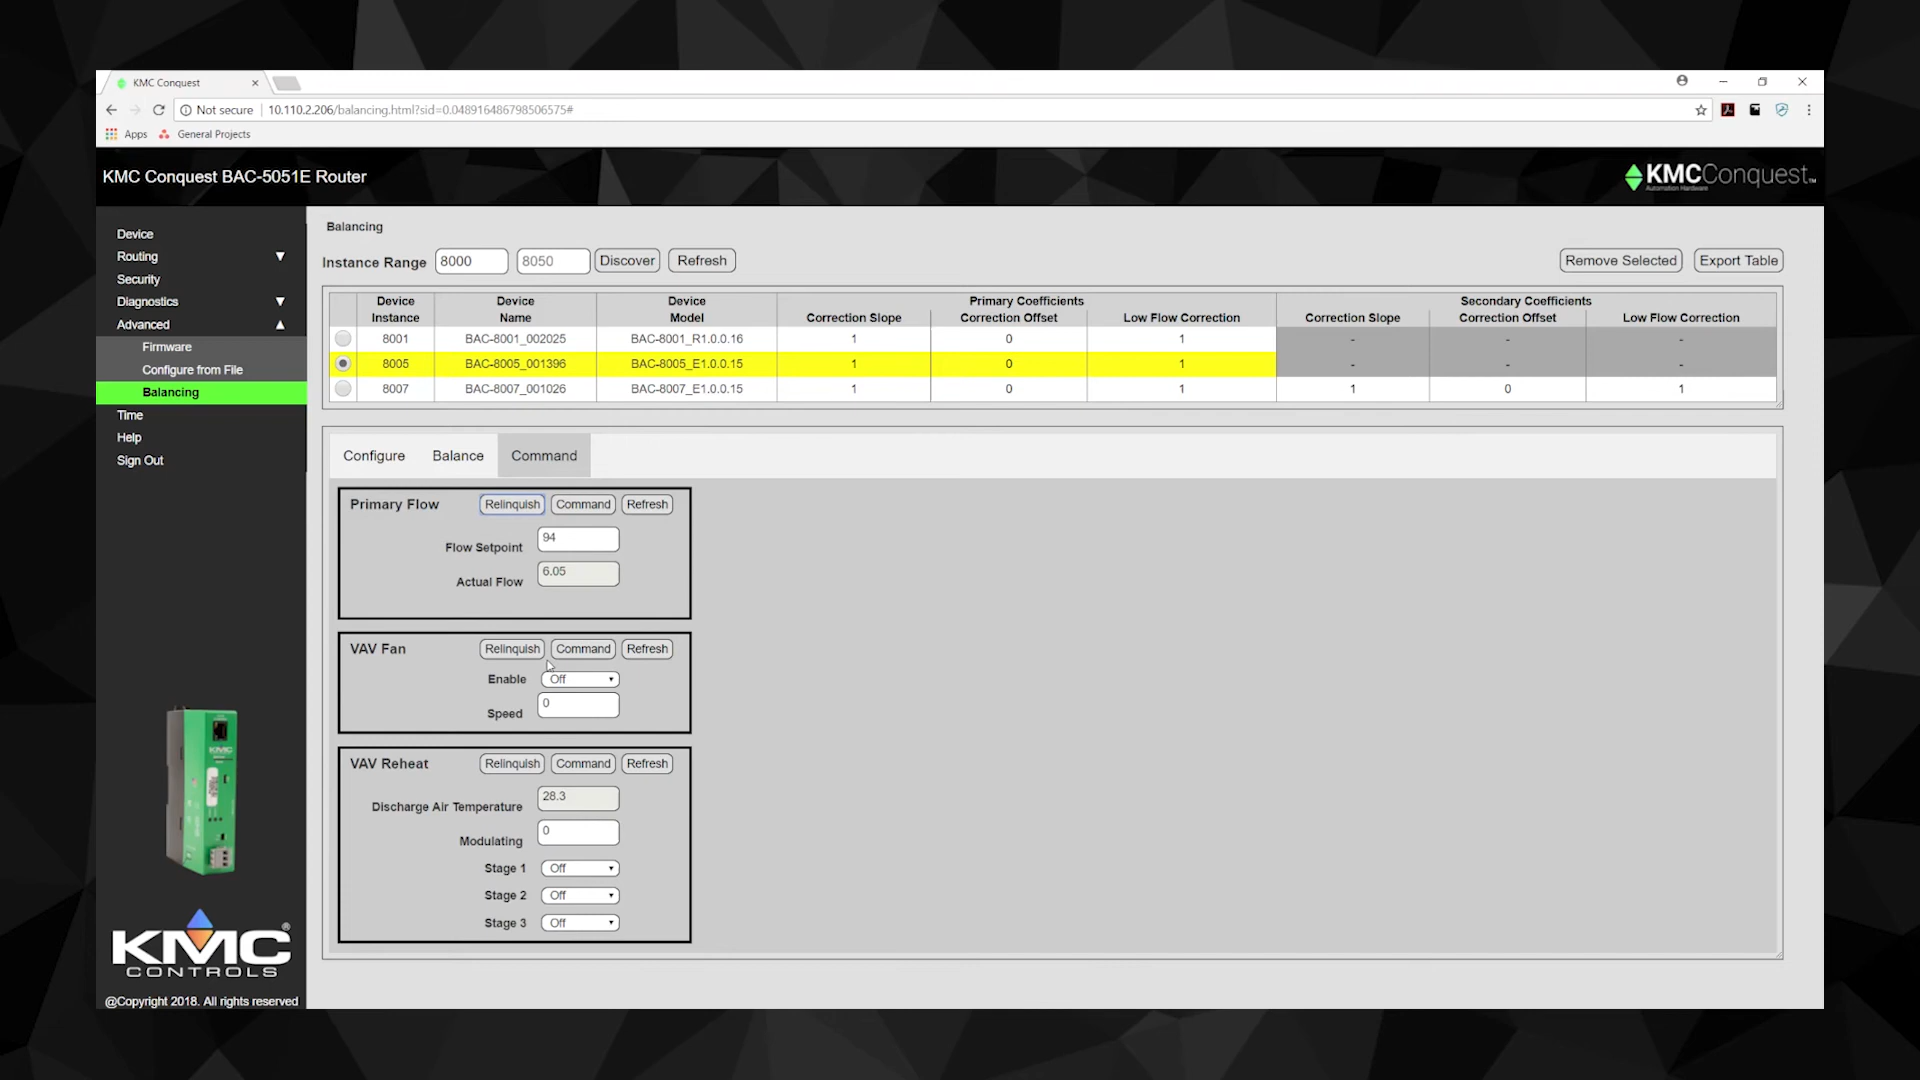 KMC Conquest
Not secure 10.110.2.206/balancing.html?sid=0.048916486798506575#
Apps General Projects
KMC Conquest BAC-5051E Router
KMCConquest™
Automation Hardware
Device
Routing
Security
Diagnostics
Advanced
Firmware
Configure from File
Balancing
Time
Help
Sign Out
KMC
KMC
CONTROLS
®
@Copyright 2018. All rights reserved
Balancing
Instance Range 8000 8050 Discover Refresh Remove Selected Export Table
Device Instance Device Name Device Model Primary Coefficients Secondary Coefficients
Correction Slope Correction Offset Low Flow Correction Correction Slope Correction Offset Low Flow Correction
8001 BAC-8001_002025 BAC-8001_R1.0.0.16 1 0 1 - - -
8005 BAC-8005_001396 BAC-8005_E1.0.0.15 1 0 1 - - -
8007 BAC-8007_001026 BAC-8007_E1.0.0.15 1 0 1 1 0 1
Configure Balance Command
Primary Flow Relinquish Command Refresh
Flow Setpoint 94
Actual Flow 6.05
VAV Fan Relinquish Command Refresh
Enable Off
Speed 0
VAV Reheat Relinquish Command Refresh
Discharge Air Temperature 28.3
Modulating 0
Stage 1 Off
Stage 2 Off
Stage 3 Off